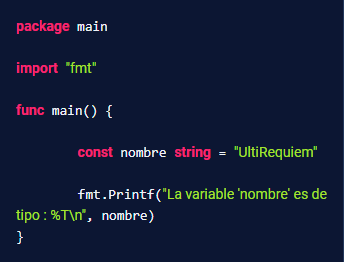 package main
import "fmt"
func main() {
const nombre string = "UltiRequiem"
fmt.Printf("La variable 'nombre' es de
tipo : %T\n", nombre)
}